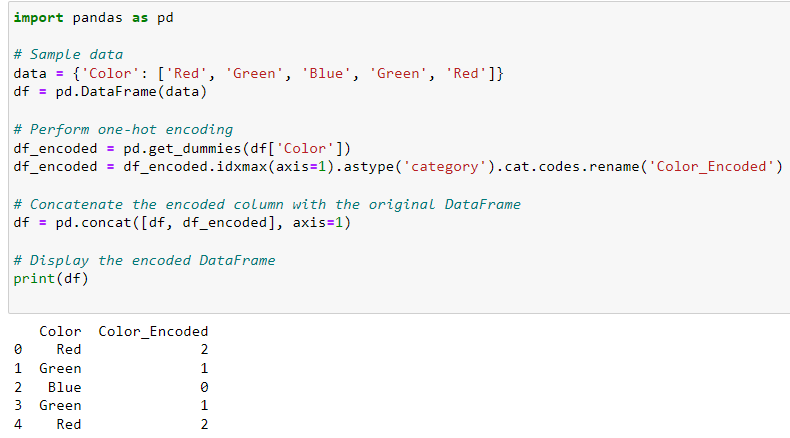 import pandas as pd
# Sample data
data = {'Color': ['Red', 'Green', 'Blue', 'Green', 'Red']}
df = pd.DataFrame(data)
# Perform one-hot encoding
df_encoded = pd.get_dummies(df['Color'])
df_encoded = df_encoded.idxmax(axis=1).astype('category').cat.codes.rename('Color_Encoded')
# Concatenate the encoded column with the original DataFrame
df = pd.concat([df, df_encoded], axis=1)
# Display the encoded DataFrame
print(df)
Color Color_Encoded
0 Red 2
1 Green 1
2 Blue 0
3 Green 1
4 Red 2